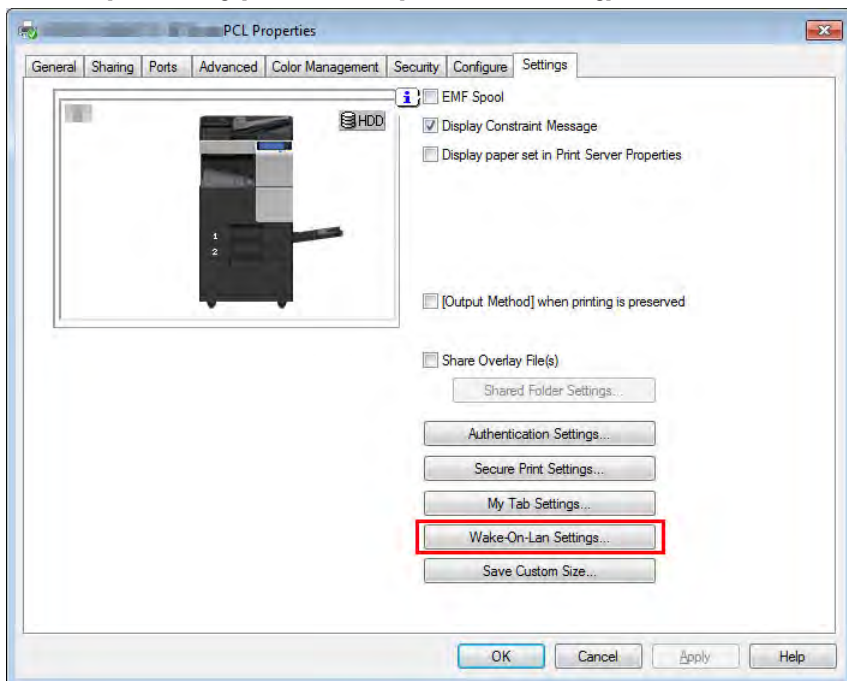 PCL Properties
General Sharing Ports Advanced Color Management Security Configure Settings
HDD
EMF Spool
Display Constraint Message
Display paper set in Print Server Properties
1
2
[Output Method] when printing is preserved
Share Overlay File(s)
Shared Folder Settings...
Authentication Settings...
Secure Print Settings...
My Tab Settings...
Wake-On-Lan Settings...
Save Custom Size...
OK Cancel Apply Help